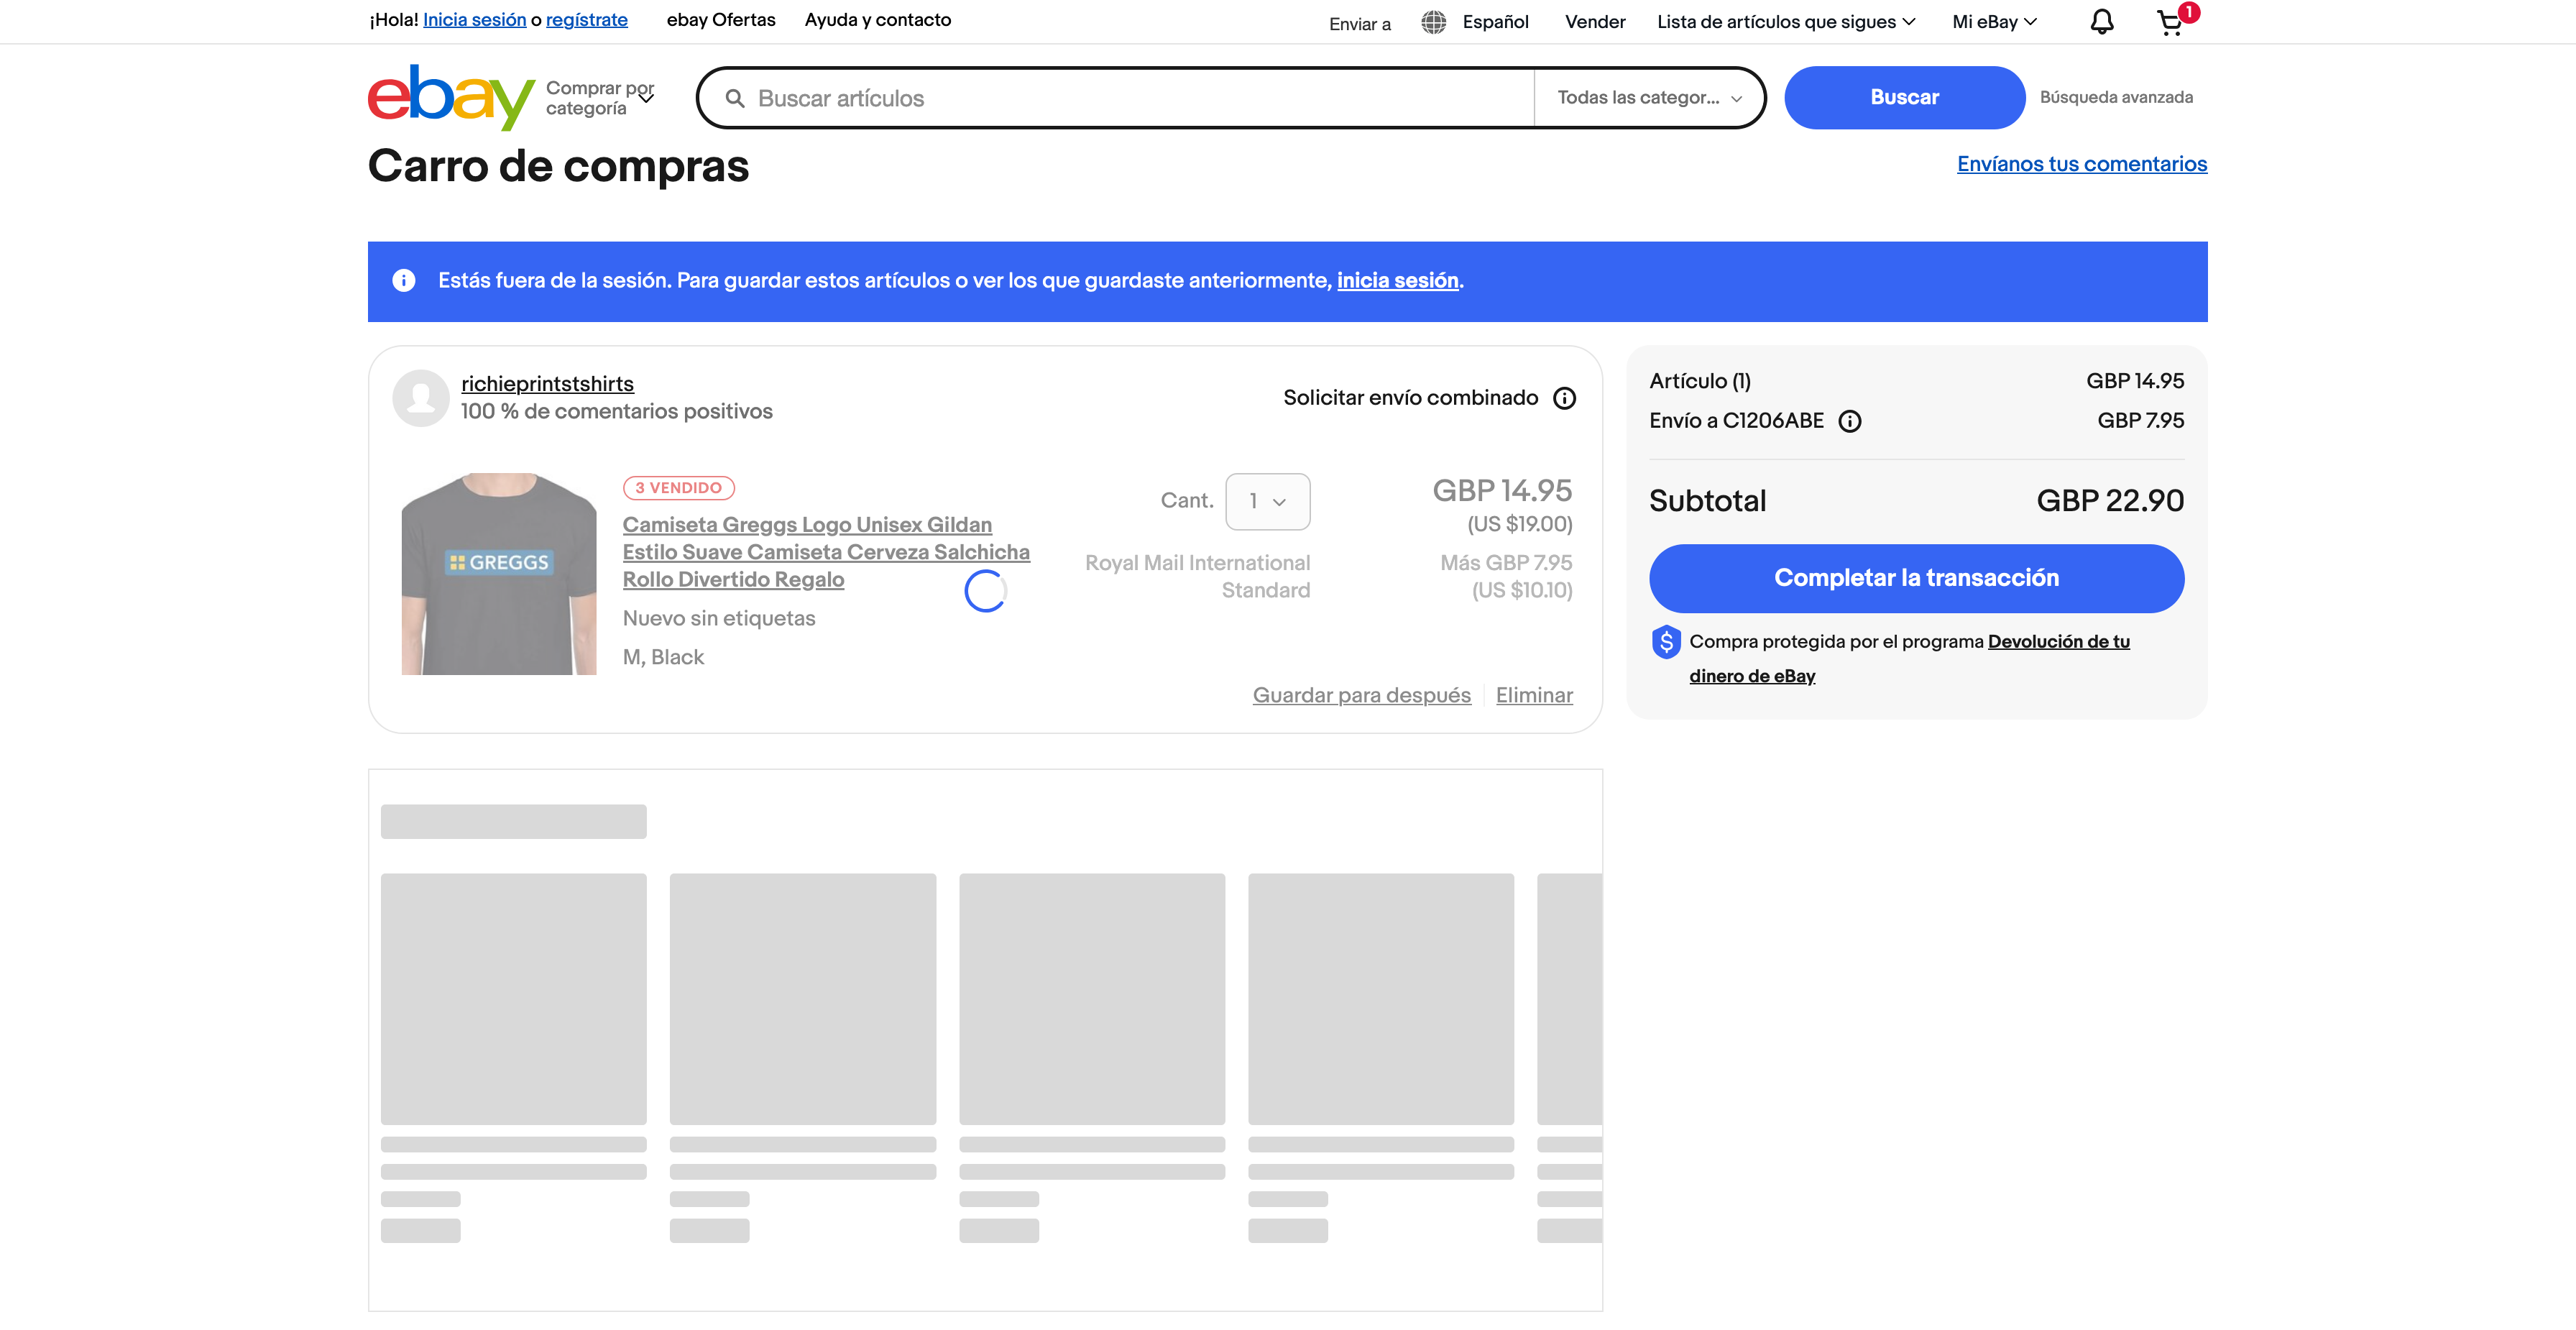 ¡Hola! Inicia sesión o regístrate
ebay Ofertas
Ayuda y contacto
Enviar a
Español
Vender
Lista de artículos que sigues
Mi eBay
1
ebay
Comprar por
categoría
Buscar artículos
Todas las categor...
Buscar
Búsqueda avanzada
Carro de compras
Envíanos tus comentarios
Estás fuera de la sesión. Para guardar estos artículos o ver los que guardaste anteriormente, inicia sesión.
richieprintstshirts
100 % de comentarios positivos
Solicitar envío combinado
GREGGS
3 VENDIDO
Camiseta Greggs Logo Unisex Gildan
Estilo Suave Camiseta Cerveza Salchicha
Rollo Divertido Regalo
Nuevo sin etiquetas
M, Black
Cant.
1
GBP 14.95
(US $19.00)
Royal Mail International
Standard
Más GBP 7.95
(US $10.10)
Guardar para después
Eliminar
Artículo (1)
GBP 14.95
Envío a C1206ABE
GBP 7.95
Subtotal
GBP 22.90
Completar la transacción
Compra protegida por el programa Devolución de tu
dinero de eBay